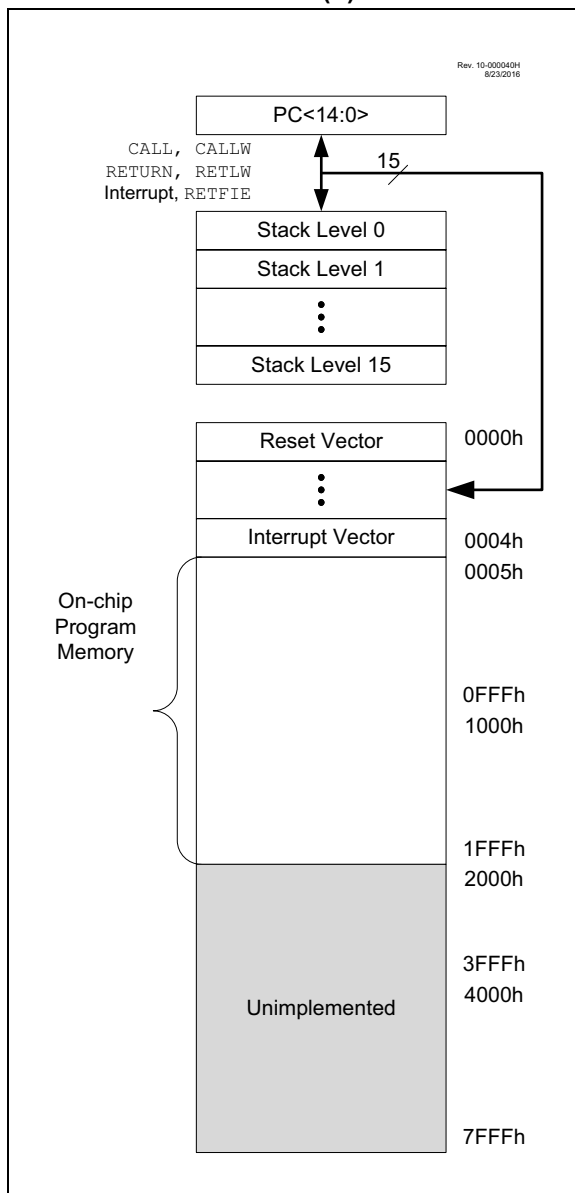 Rev. 10-000040H
8/23/2016
PC<14:0>
CALL, CALLW
RETURN, RETLW
Interrupt, RETFIE
15
Stack Level 0
Stack Level 1
Stack Level 15
Reset Vector
0000h
Interrupt Vector
0004h
0005h
On-chip
Program
Memory
0FFFh
1000h
1FFFh
2000h
3FFFh
4000h
Unimplemented
7FFFh